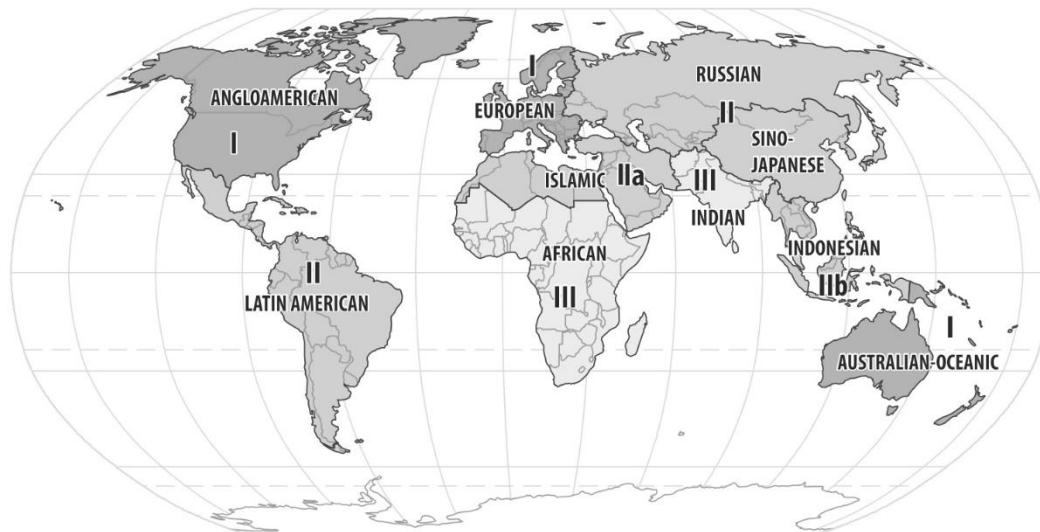 ANGLOAMERICAN
I
I
EUROPEAN
RUSSIAN
II
SINO-
JAPANESE
ISLAMIC
IIa
III
INDIAN
AFRICAN
III
INDONESIAN
IIb
II
LATIN AMERICAN
I
AUSTRALIAN-OCEANIC